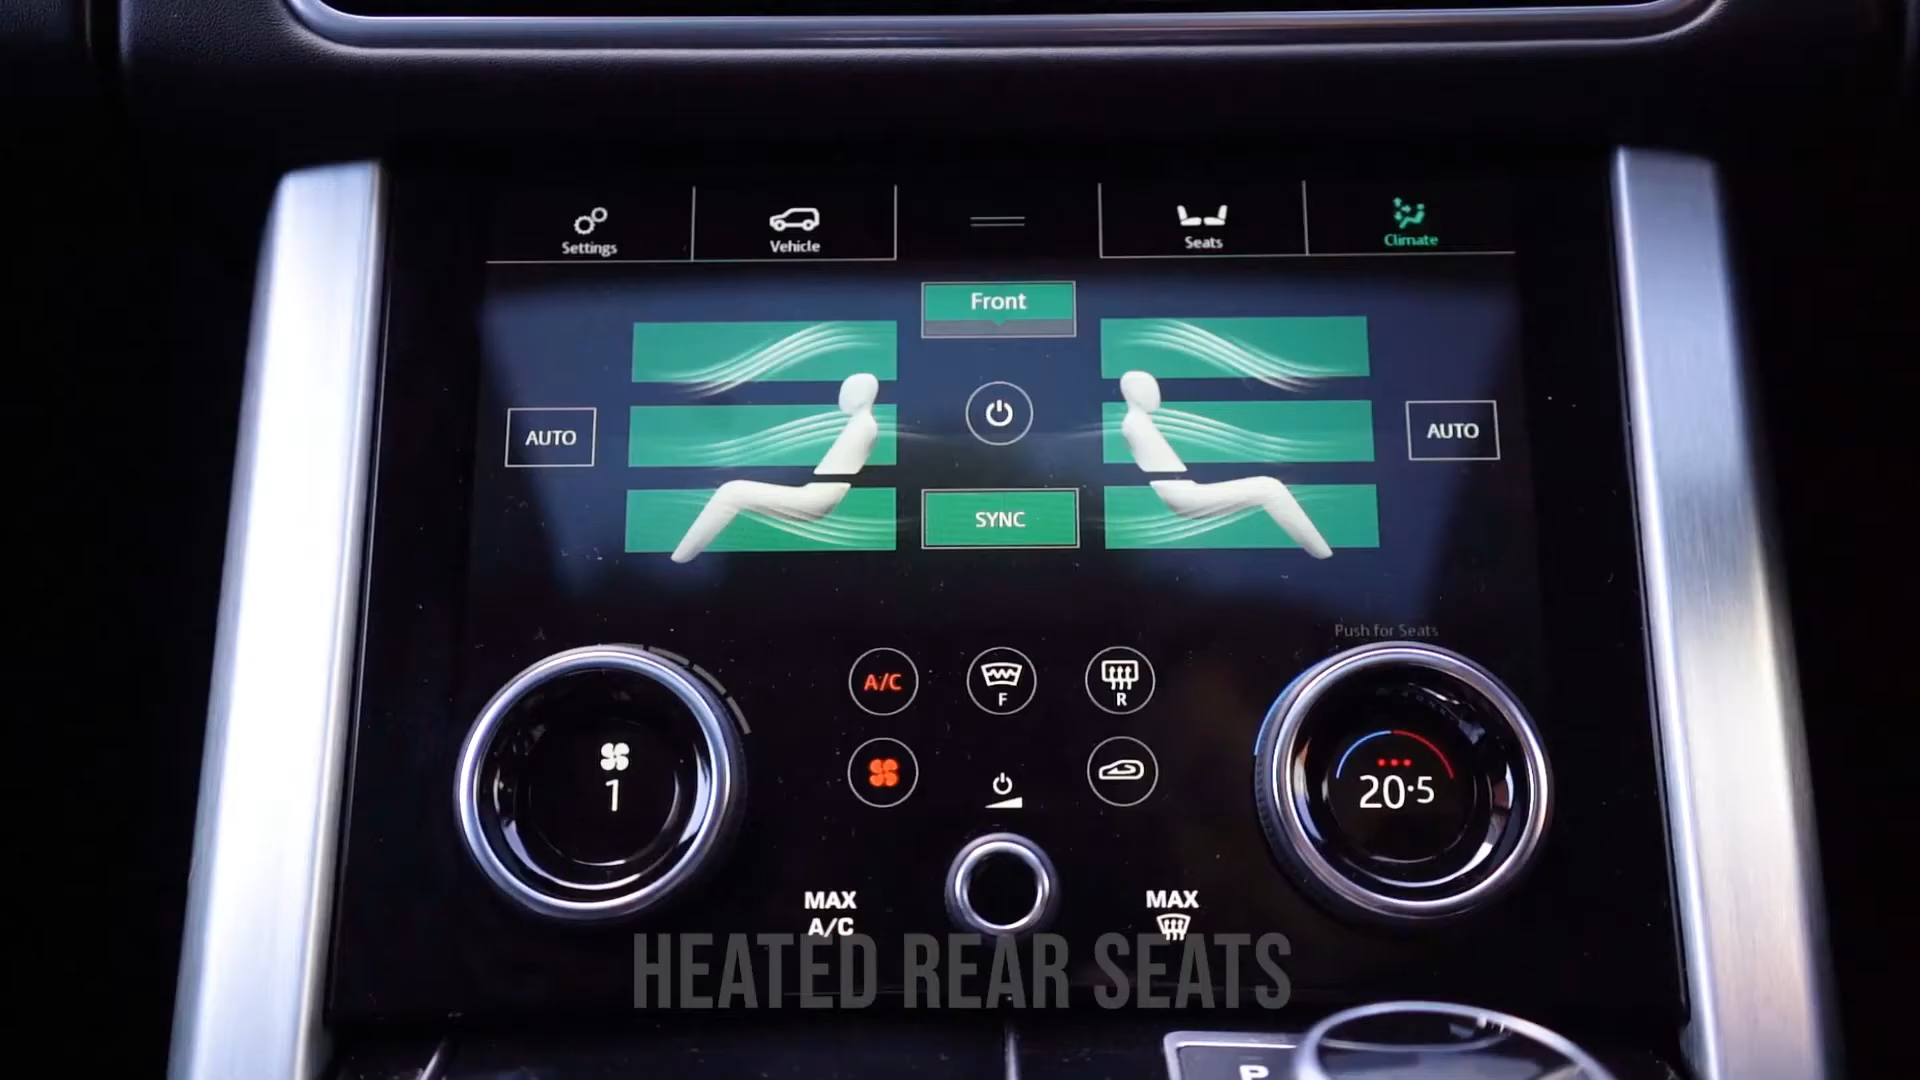 Settings
Vehicle
Seats
Climate
Front
AUTO
AUTO
SYNC
Push for Seats
A/C
F
R
1
20.5
MAX
A/C
MAX
HEATED REAR SEATS
P